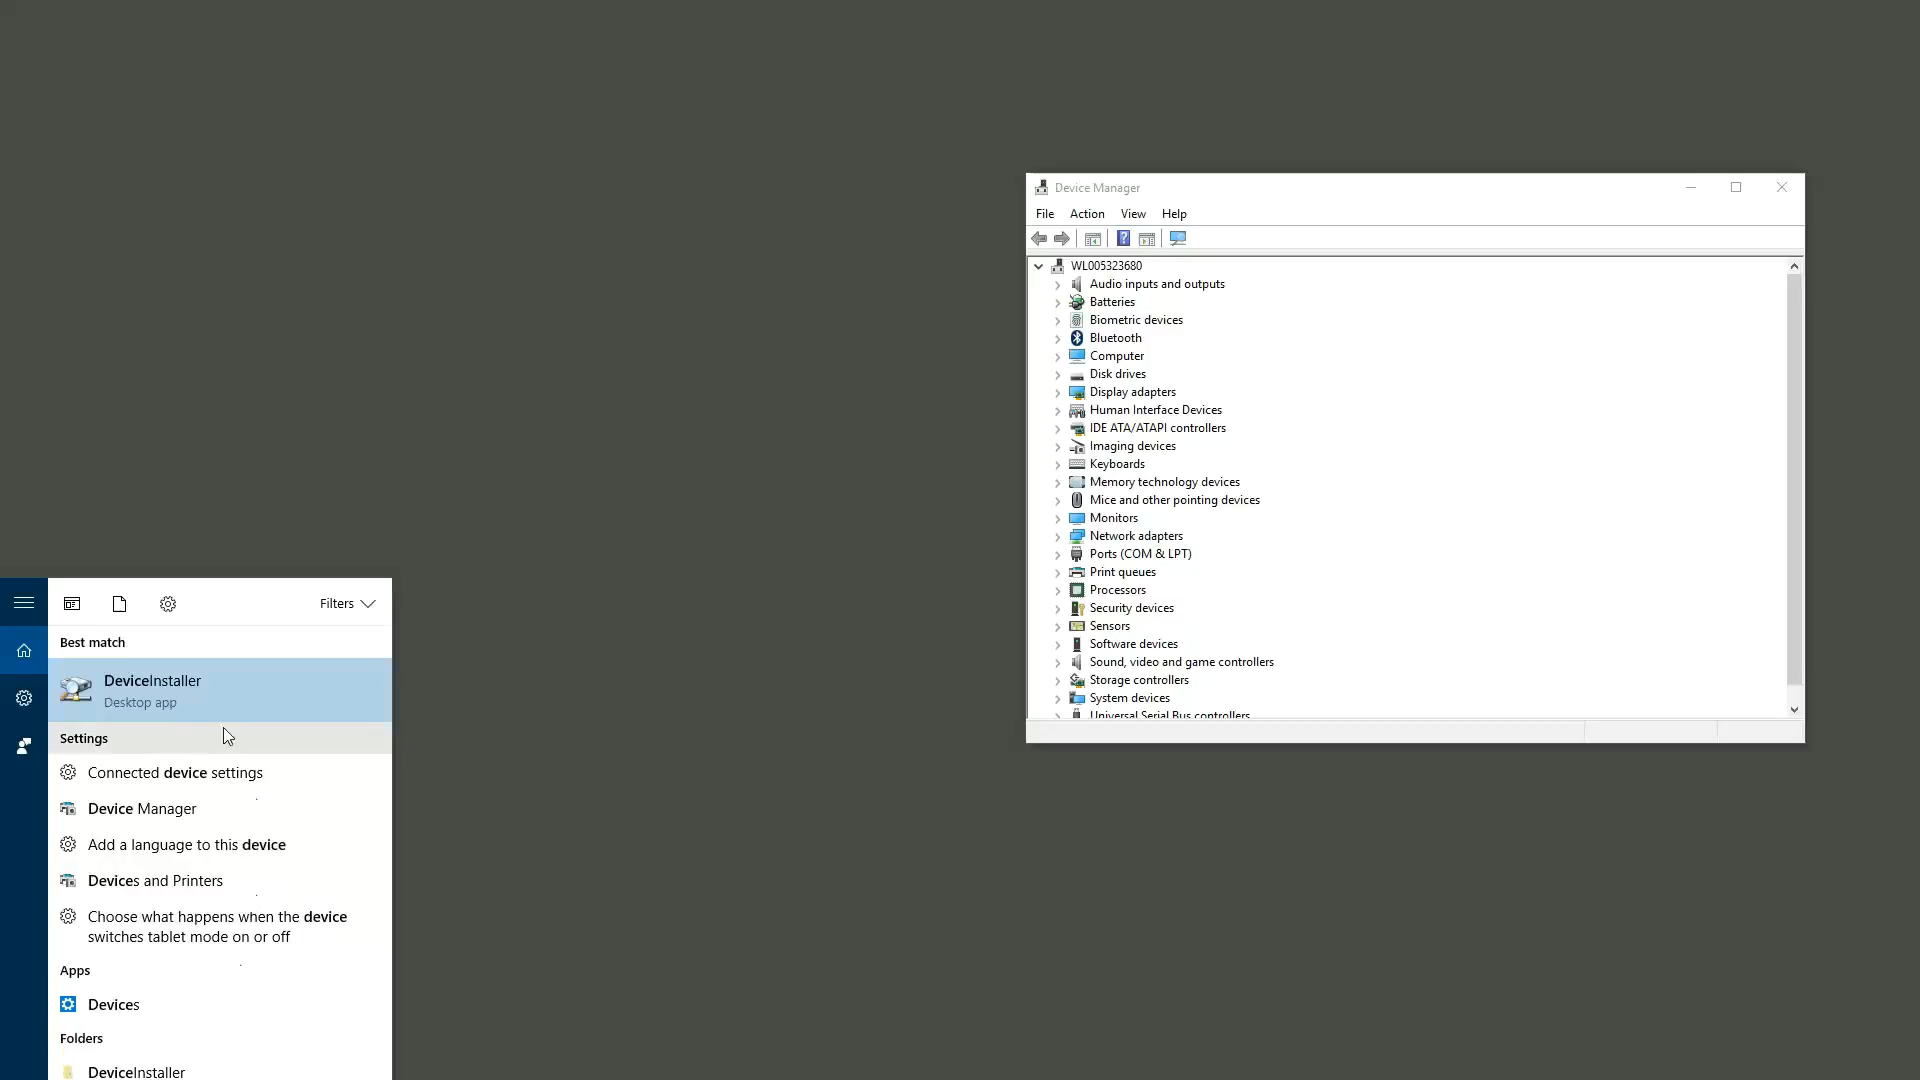 Device Manager
File Action View Help
WL005323680
Audio inputs and outputs
Batteries
Biometric devices
Bluetooth
Computer
Disk drives
Display adapters
Human Interface Devices
IDE ATA/ATAPI controllers
Imaging devices
Keyboards
Memory technology devices
Mice and other pointing devices
Monitors
Network adapters
Ports (COM & LPT)
Print queues
Processors
Security devices
Sensors
Software devices
Sound, video and game controllers
Storage controllers
System devices
Universal Serial Bus controllers
Filters
Best match
DeviceInstaller
Desktop app
Settings
Connected device settings
Device Manager
Add a language to this device
Devices and Printers
Choose what happens when the device
switches tablet mode on or off
Apps
Devices
Folders
DeviceInstaller